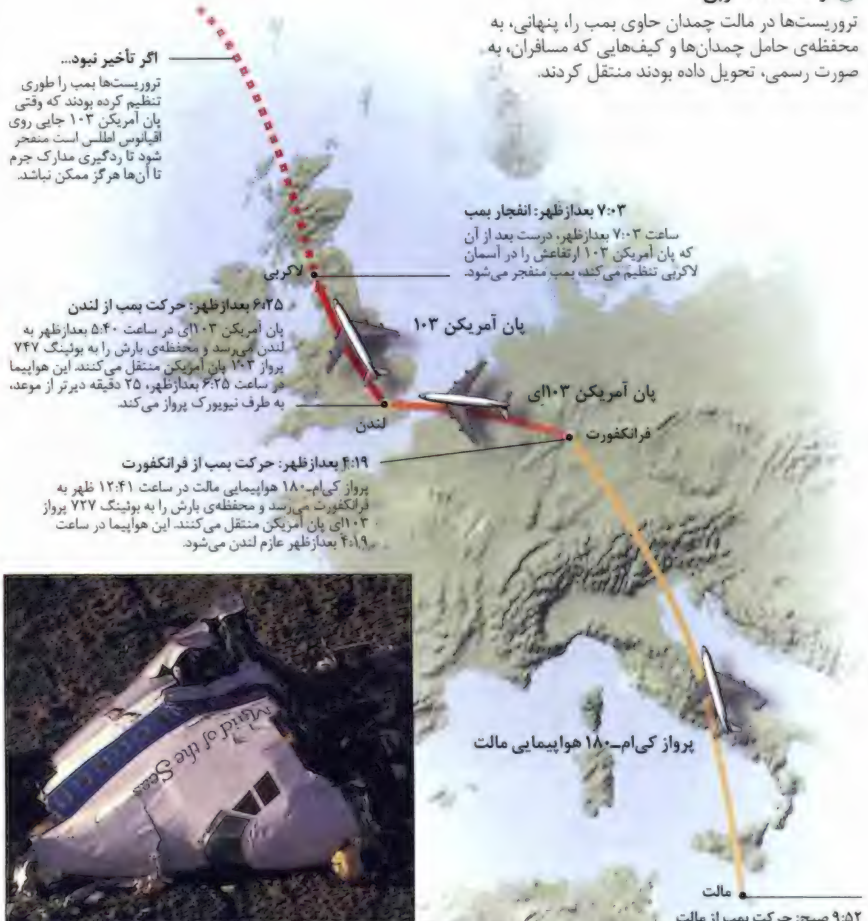 تروریست‌ها در مالت چمدان حاوی بمب را، پنهانی، به
محفظه‌ی حامل چمدان‌ها و کیف‌هایی که مسافران، به
صورت رسمی، تحویل داده بودند منتقل کردند.
اگر تأخیر نبود...
تروریست‌ها بمب را طوری
تنظیم کرده بودند که وقتی
پان آمریکن ۱۰۳ جایی روی
اقیانوس اطلس است منفجر
شود تا ردگیری مدارک جرم
تا آن‌ها هرگز ممکن نباشد.
۷:۰۳ بعدازظهر: انفجار بمب
ساعت ۷:۰۳ بعدازظهر، درست بعد از آن
که پان آمریکن ۱۰۳ ارتفاعش را در آسمان
لاکربی تنظیم می‌کند، بمب منفجر می‌شود.
لاکربی
۶:۲۵ بعدازظهر: حرکت بمب از لندن
پان آمریکن ۱۰۳ای در ساعت ۵:۴۰ بعدازظهر به
لندن می‌رسد و محفظه‌ی بارش را به بوئینگ ۷۴۷
پرواز ۱۰۳ پان آمریکن منتقل می‌کنند. این هواپیما
در ساعت ۶:۲۵ بعدازظهر، ۲۵ دقیقه دیرتر از موعد،
به طرف نیویورک پرواز می‌کند.
پان آمریکن ۱۰۳
پان آمریکن ۱۰۳ای
لندن
فرانکفورت
۴:۱۹ بعدازظهر: حرکت بمب از فرانکفورت
پرواز کی‌ام‌ـ۱۸۰ هواپیمایی مالت در ساعت ۱۲:۴۱ ظهر به
فرانکفورت می‌رسد و محفظه‌ی بارش را به بوئینگ ۷۲۷ پرواز
۱۰۳ای پان آمریکن منتقل می‌کنند. این هواپیما در ساعت
۴:۱۹ بعدازظهر عازم لندن می‌شود.
Maid of the Seas
پرواز کی‌ام‌ـ۱۸۰ هواپیمایی مالت
مالت
۹:۵۲ صبح: حرکت بمب از مالت